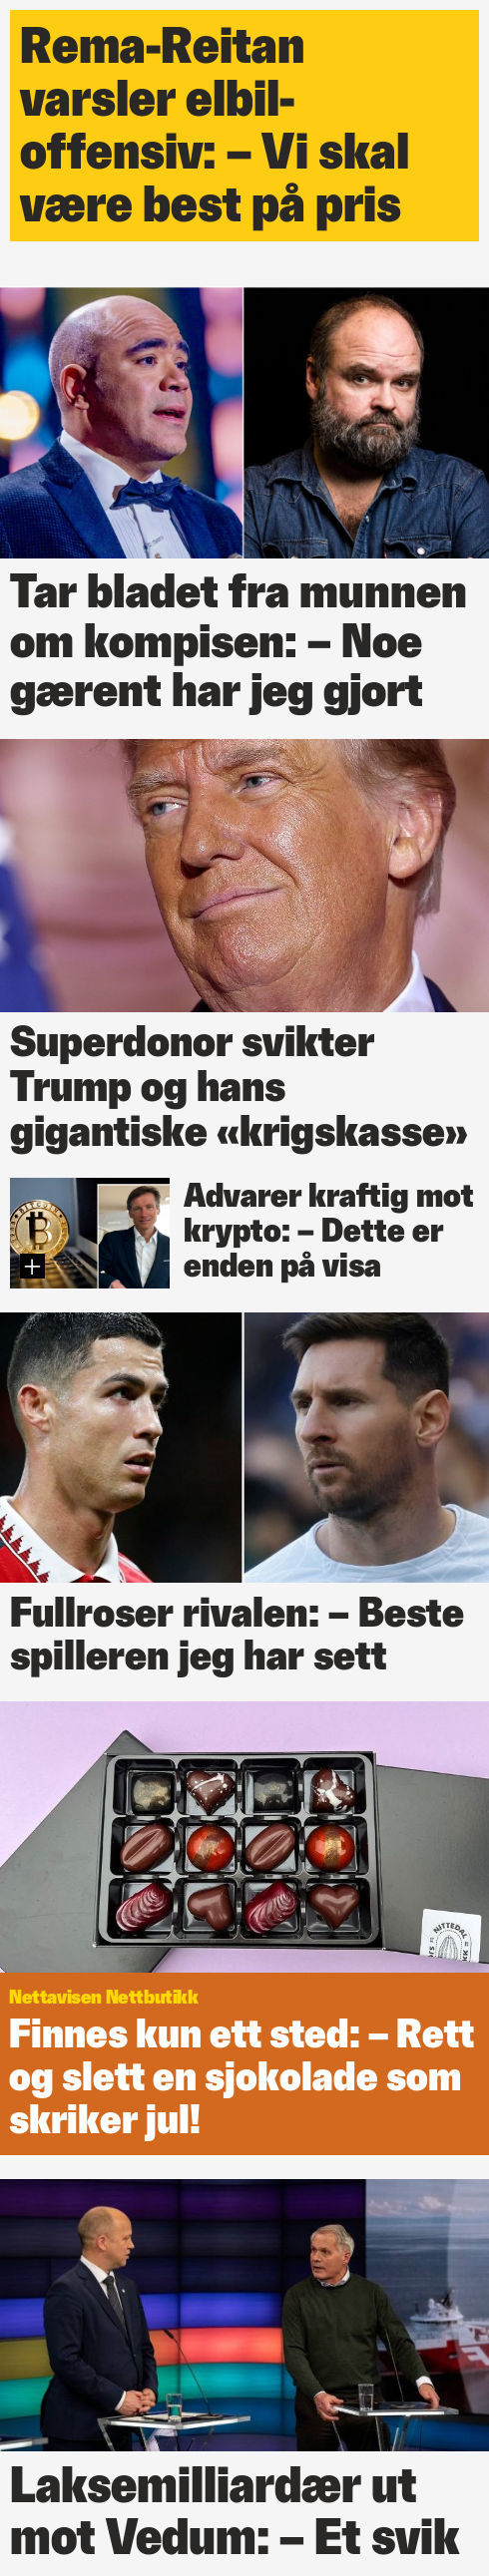 Rema-Reitan
varsler elbil-
offensiv: – Vi skal
være best på pris
Tar bladet fra munnen
om kompisen: – Noe
gærent har jeg gjort
Superdonor svikter
Trump og hans
gigantiske «krigskasse»
Advarer kraftig mot
krypto: – Dette er
enden på visa
Fullroser rivalen: – Beste
spilleren jeg har sett
NITTEDAL
Nettavisen Nettbutikk
Finnes kun ett sted: – Rett
og slett en sjokolade som
skriker jul!
Laksemilliardær ut
mot Vedum: – Et svik